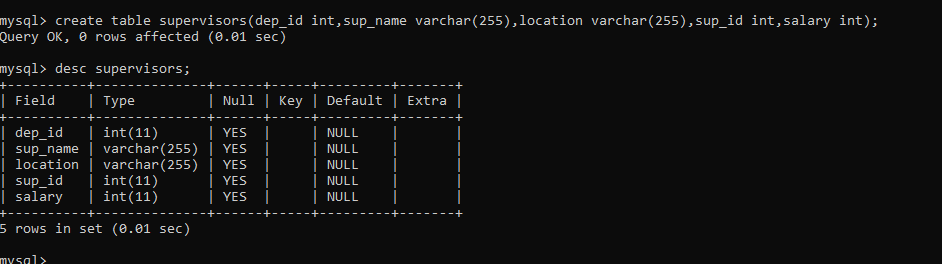 mysql> create table supervisors(dep_id int,sup_name varchar(255),location varchar(255),sup_id int,salary int);
Query OK, 0 rows affected (0.01 sec)

mysql> desc supervisors;
+----------+--------------+------+-----+---------+-------+
| Field    | Type         | Null | Key | Default | Extra |
+----------+--------------+------+-----+---------+-------+
| dep_id   | int(11)      | YES  |     | NULL    |       |
| sup_name | varchar(255) | YES  |     | NULL    |       |
| location | varchar(255) | YES  |     | NULL    |       |
| sup_id   | int(11)      | YES  |     | NULL    |       |
| salary   | int(11)      | YES  |     | NULL    |       |
+----------+--------------+------+-----+---------+-------+
5 rows in set (0.01 sec)

mysql>